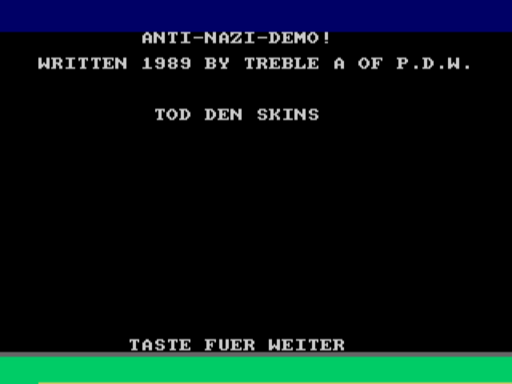 ANTI-NAZI-DEMO!
WRITTEN 1989 BY TREBLE A OF P.D.W.
TOD DEN SKINS
TASTE FUER WEITER